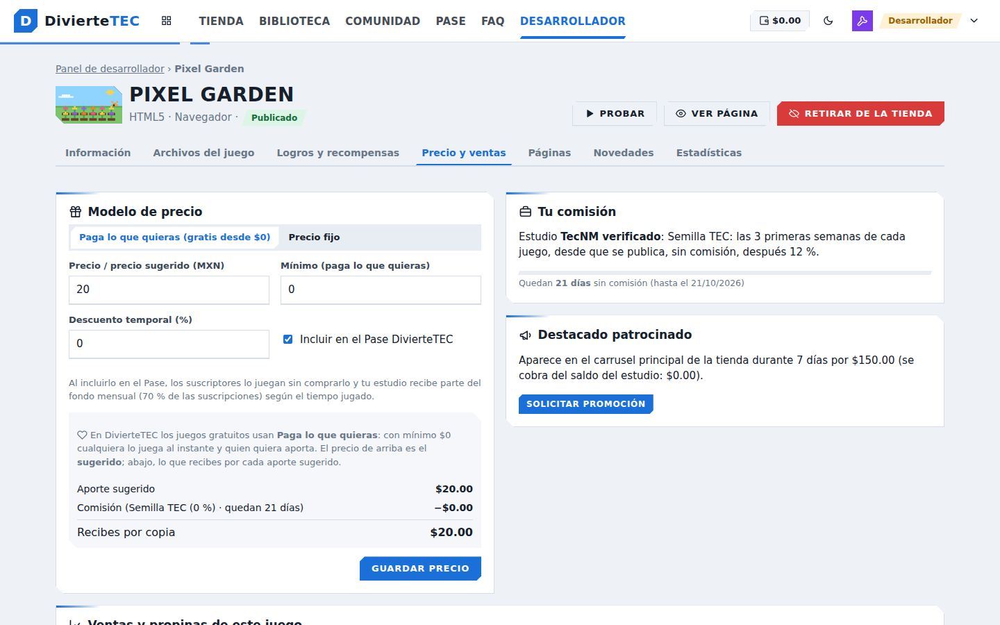 D DivierteTEC
TIENDA BIBLIOTECA COMUNIDAD PASE FAQ DESARROLLADOR
$0.00
Desarrollador
Panel de desarrollador › Pixel Garden
PIXEL GARDEN
HTML5 · Navegador · Publicado
PROBAR
VER PÁGINA
RETIRAR DE LA TIENDA
Información Archivos del juego Logros y recompensas Precio y ventas Páginas Novedades Estadísticas
Modelo de precio
Paga lo que quieras (gratis desde $0) Precio fijo
Precio / precio sugerido (MXN) Mínimo (paga lo que quieras)
20 0
Descuento temporal (%)
0 Incluir en el Pase DivierteTEC
Al incluirlo en el Pase, los suscriptores lo juegan sin comprarlo y tu estudio recibe parte del
fondo mensual (70 % de las suscripciones) según el tiempo jugado.
En DivierteTEC los juegos gratuitos usan Paga lo que quieras: con mínimo $0
cualquiera lo juega al instante y quien quiera aporta. El precio de arriba es el
sugerido; abajo, lo que recibes por cada aporte sugerido.
Aporte sugerido $20.00
Comisión (Semilla TEC (0 %) · quedan 21 días) −$0.00
Recibes por copia $20.00
GUARDAR PRECIO
Tu comisión
Estudio TecNM verificado: Semilla TEC: las 3 primeras semanas de cada
juego, desde que se publica, sin comisión, después 12 %.
Quedan 21 días sin comisión (hasta el 21/10/2026)
Destacado patrocinado
Aparece en el carrusel principal de la tienda durante 7 días por $150.00 (se
cobra del saldo del estudio: $0.00).
SOLICITAR PROMOCIÓN
Ventas y propinas de este juego